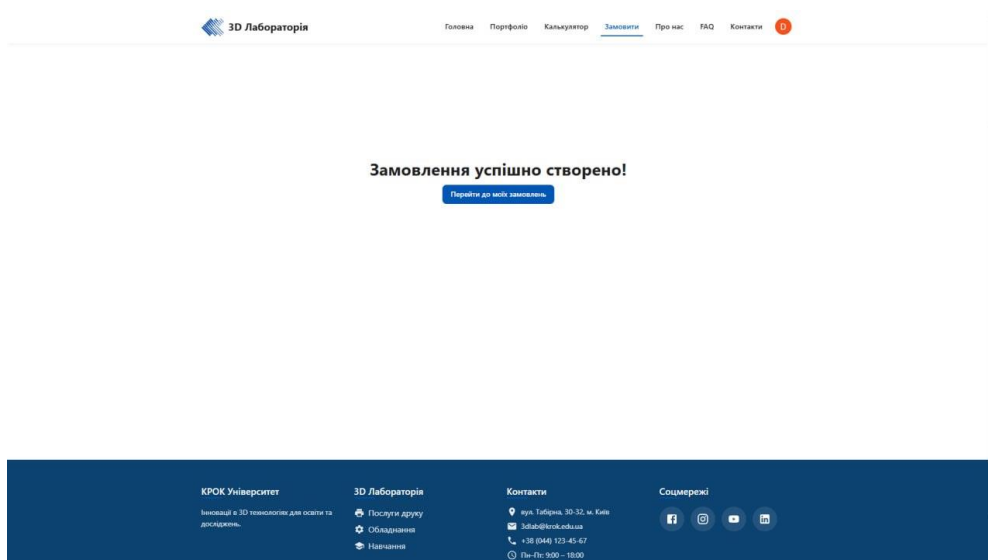 3D Лабораторія
Головна Портфоліо Калькулятор Замовити Про нас FAQ Контакти D
Замовлення успішно створено!
Перейти до моїх замовлень
КРОК Університет
Інновації в 3D технологіях для освіти та
досліджень.
3D Лабораторія
Послуги друку
Обладнання
Навчання
Контакти
вул. Табірна, 30-32, м. Київ
3dlab@krok.edu.ua
+38 (044) 123-45-67
Пн–Пт: 9:00 – 18:00
Соцмережі